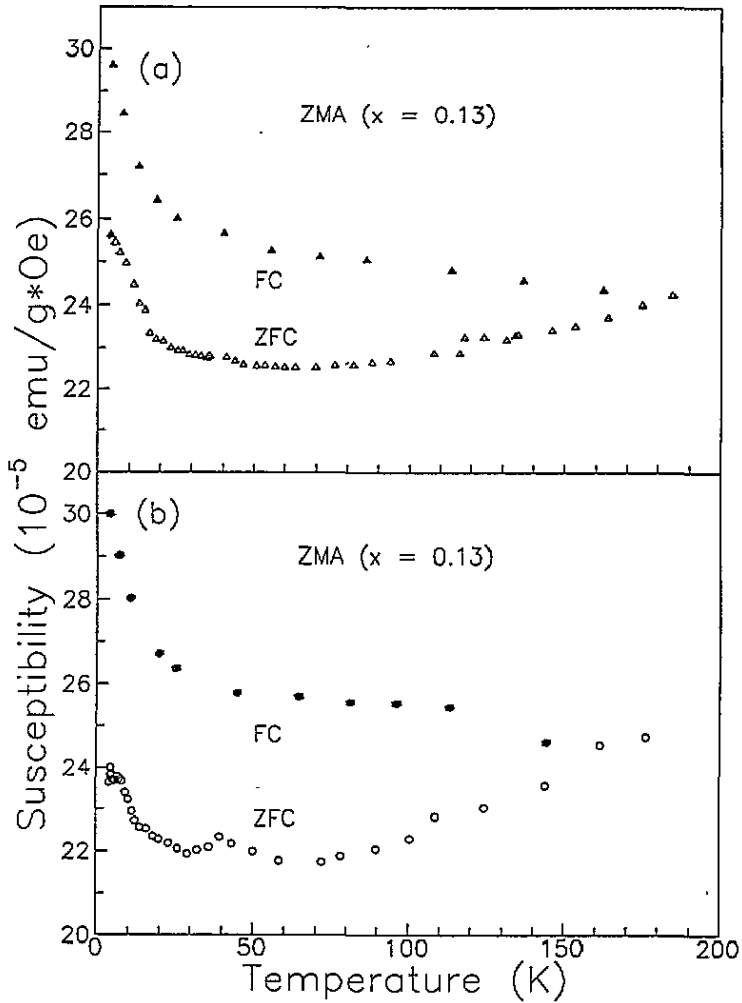 30
(a)
ZMA (x = 0.13)
28
26
FC
24
ZFC
22
20
30
(b)
ZMA (x = 0.13)
28
26
FC
24
ZFC
22
20
0
50
100
150
200
Temperature (K)
Susceptibility (10⁻⁵ emu/g*Oe)